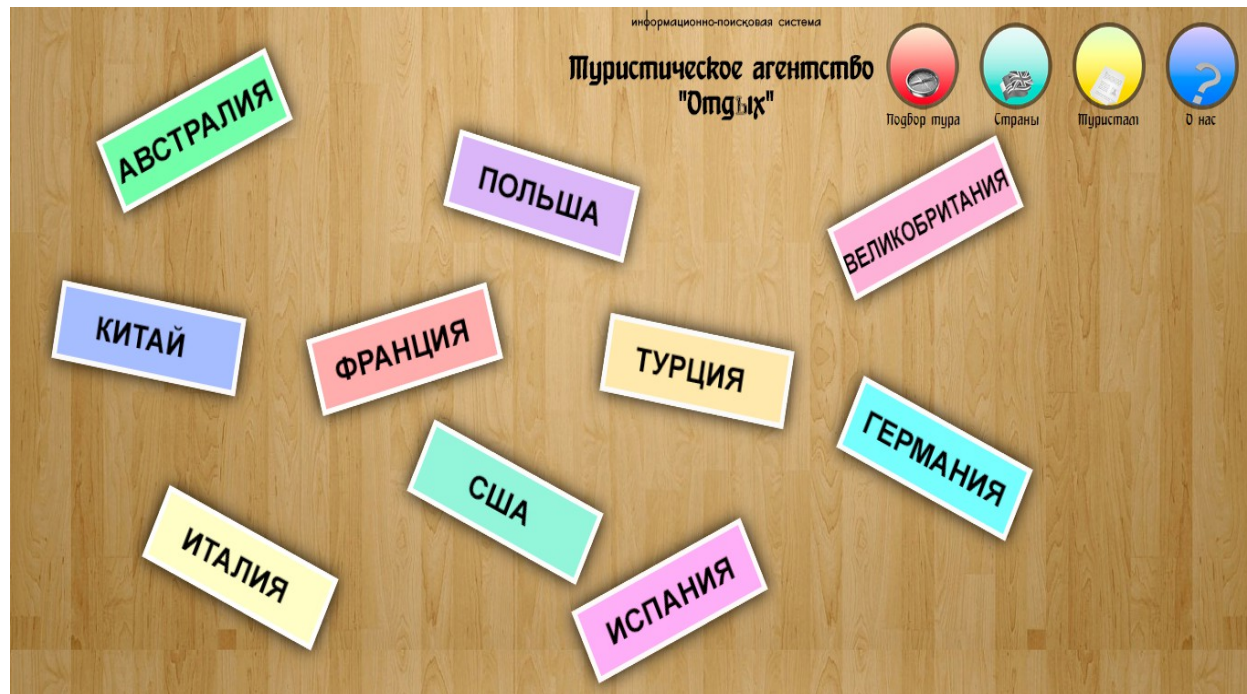 информационно-поисковая система
Туристическое агентство
"Отдых"
Подбор тура
Страны
Туристам
О нас
АВСТРАЛИЯ
ПОЛЬША
ВЕЛИКОБРИТАНИЯ
КИТАЙ
ФРАНЦИЯ
ТУРЦИЯ
ГЕРМАНИЯ
США
ИТАЛИЯ
ИСПАНИЯ